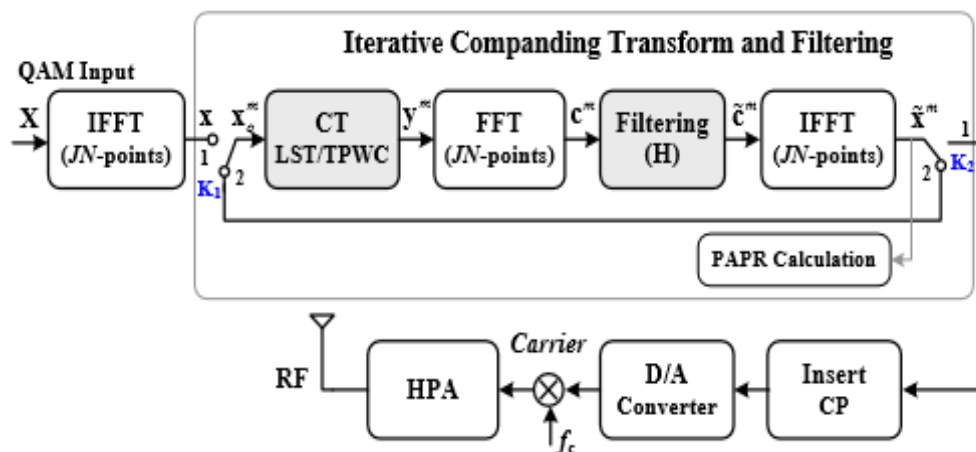 Iterative Companding Transform and Filtering
QAM Input
X
IFFT
(JN-points)
x
1
K₁
2
xᵐ
CT
LST/TPWC
yᵐ
FFT
(JN-points)
cᵐ
Filtering
(H)
c̃ᵐ
IFFT
(JN-points)
x̃ᵐ
1
K₂
2
PAPR Calculation
RF
HPA
Carrier
f_c
D/A
Converter
Insert
CP